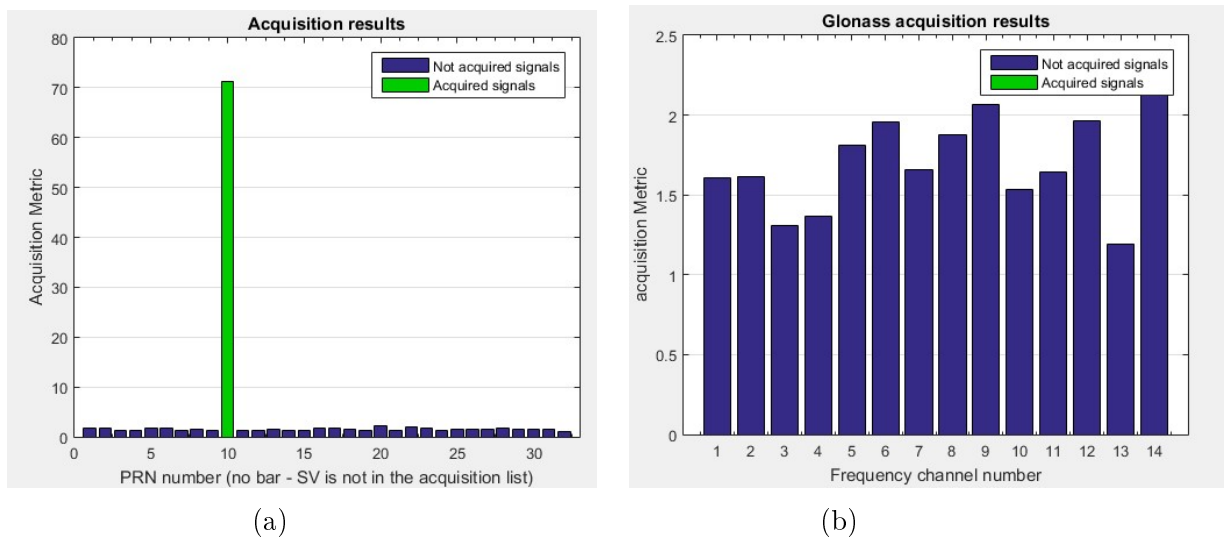 Acquisition results
80
70
60
50
40
30
20
10
0
Acquisition Metric
Not acquired signals
Acquired signals
0 5 10 15 20 25 30
PRN number (no bar - SV is not in the acquisition list)
(a)
Glonass acquisition results
2.5
2
1.5
1
0.5
0
acquisition Metric
Not acquired signals
Acquired signals
1 2 3 4 5 6 7 8 9 10 11 12 13 14
Frequency channel number
(b)